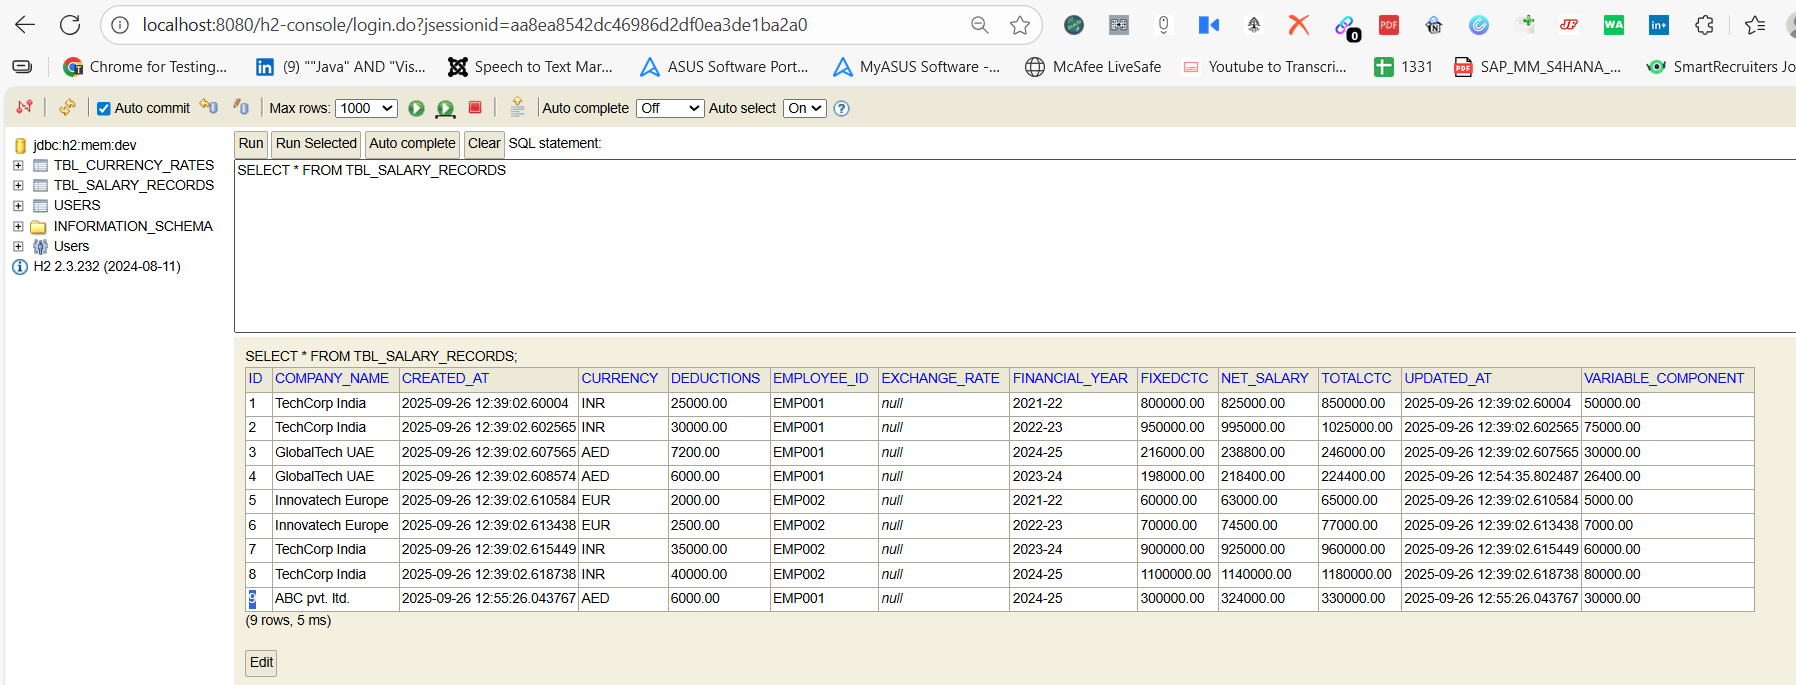 localhost:8080/h2-console/login.do?jsessionid=aa8ea8542dc46986d2df0ea3de1ba2a0 0 PDF WA in+
Chrome for Testing... (9) ""Java" AND "Vis... Speech to Text Mar... ASUS Software Port... MyASUS Software -... McAfee LiveSafe Youtube to Transcri... 1331 SAP_MM_S4HANA_... SmartRecruiters Jo
Auto commit Max rows: 1000 Auto complete Off Auto select On
jdbc:h2:mem:dev
TBL_CURRENCY_RATES
TBL_SALARY_RECORDS
USERS
INFORMATION_SCHEMA
Users
H2 2.3.232 (2024-08-11)
Run Run Selected Auto complete Clear SQL statement:
SELECT * FROM TBL_SALARY_RECORDS
SELECT * FROM TBL_SALARY_RECORDS;
ID COMPANY_NAME CREATED_AT CURRENCY DEDUCTIONS EMPLOYEE_ID EXCHANGE_RATE FINANCIAL_YEAR FIXEDCTC NET_SALARY TOTALCTC UPDATED_AT VARIABLE_COMPONENT
1 TechCorp India 2025-09-26 12:39:02.60004 INR 25000.00 EMP001 null 2021-22 800000.00 825000.00 850000.00 2025-09-26 12:39:02.60004 50000.00
2 TechCorp India 2025-09-26 12:39:02.602565 INR 30000.00 EMP001 null 2022-23 950000.00 995000.00 1025000.00 2025-09-26 12:39:02.602565 75000.00
3 GlobalTech UAE 2025-09-26 12:39:02.607565 AED 7200.00 EMP001 null 2024-25 216000.00 238800.00 246000.00 2025-09-26 12:39:02.607565 30000.00
4 GlobalTech UAE 2025-09-26 12:39:02.608574 AED 6000.00 EMP001 null 2023-24 198000.00 218400.00 224400.00 2025-09-26 12:54:35.802487 26400.00
5 Innovatech Europe 2025-09-26 12:39:02.610584 EUR 2000.00 EMP002 null 2021-22 60000.00 63000.00 65000.00 2025-09-26 12:39:02.610584 5000.00
6 Innovatech Europe 2025-09-26 12:39:02.613438 EUR 2500.00 EMP002 null 2022-23 70000.00 74500.00 77000.00 2025-09-26 12:39:02.613438 7000.00
7 TechCorp India 2025-09-26 12:39:02.615449 INR 35000.00 EMP002 null 2023-24 900000.00 925000.00 960000.00 2025-09-26 12:39:02.615449 60000.00
8 TechCorp India 2025-09-26 12:39:02.618738 INR 40000.00 EMP002 null 2024-25 1100000.00 1140000.00 1180000.00 2025-09-26 12:39:02.618738 80000.00
9 ABC pvt. ltd. 2025-09-26 12:55:26.043767 AED 6000.00 EMP001 null 2024-25 300000.00 324000.00 330000.00 2025-09-26 12:55:26.043767 30000.00
(9 rows, 5 ms)
Edit